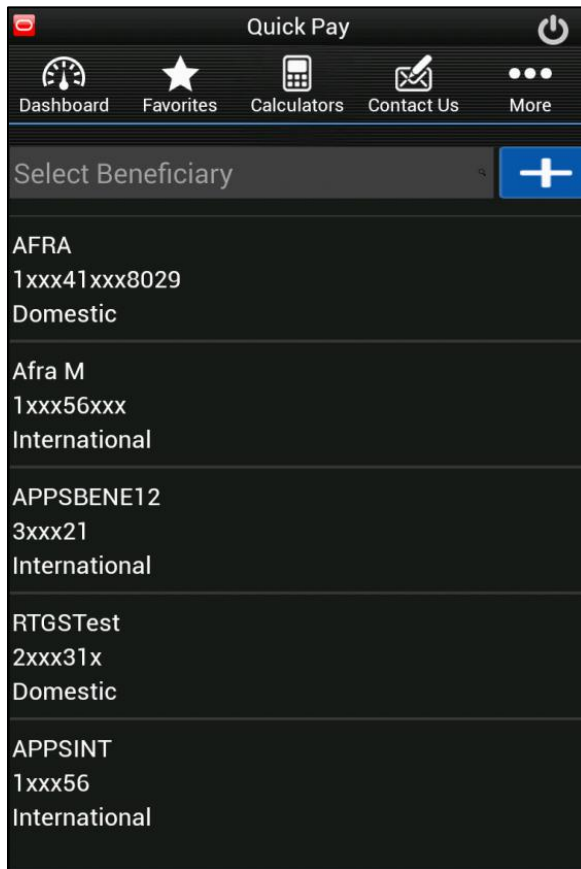 Quick Pay
Dashboard Favorites Calculators Contact Us More
Select Beneficiary
AFRA
1xxx41xxx8029
Domestic
Afra M
1xxx56xxx
International
APPSBENE12
3xxx21
International
RTGSTest
2xxx31x
Domestic
APPSINT
1xxx56
International